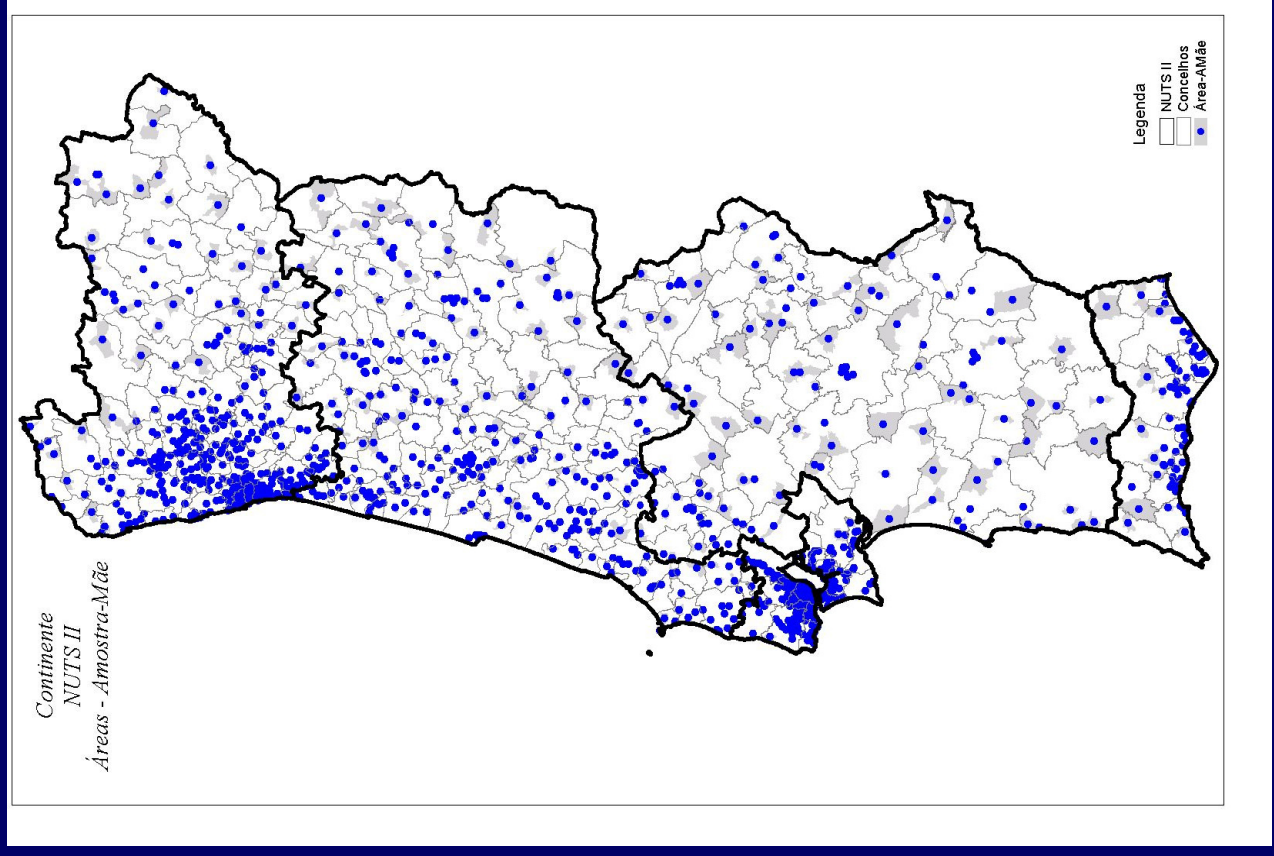 Continente
NUTS II
Áreas - Amostra-Mãe
Legenda
NUTS II
Concelhos
Área-AMãe